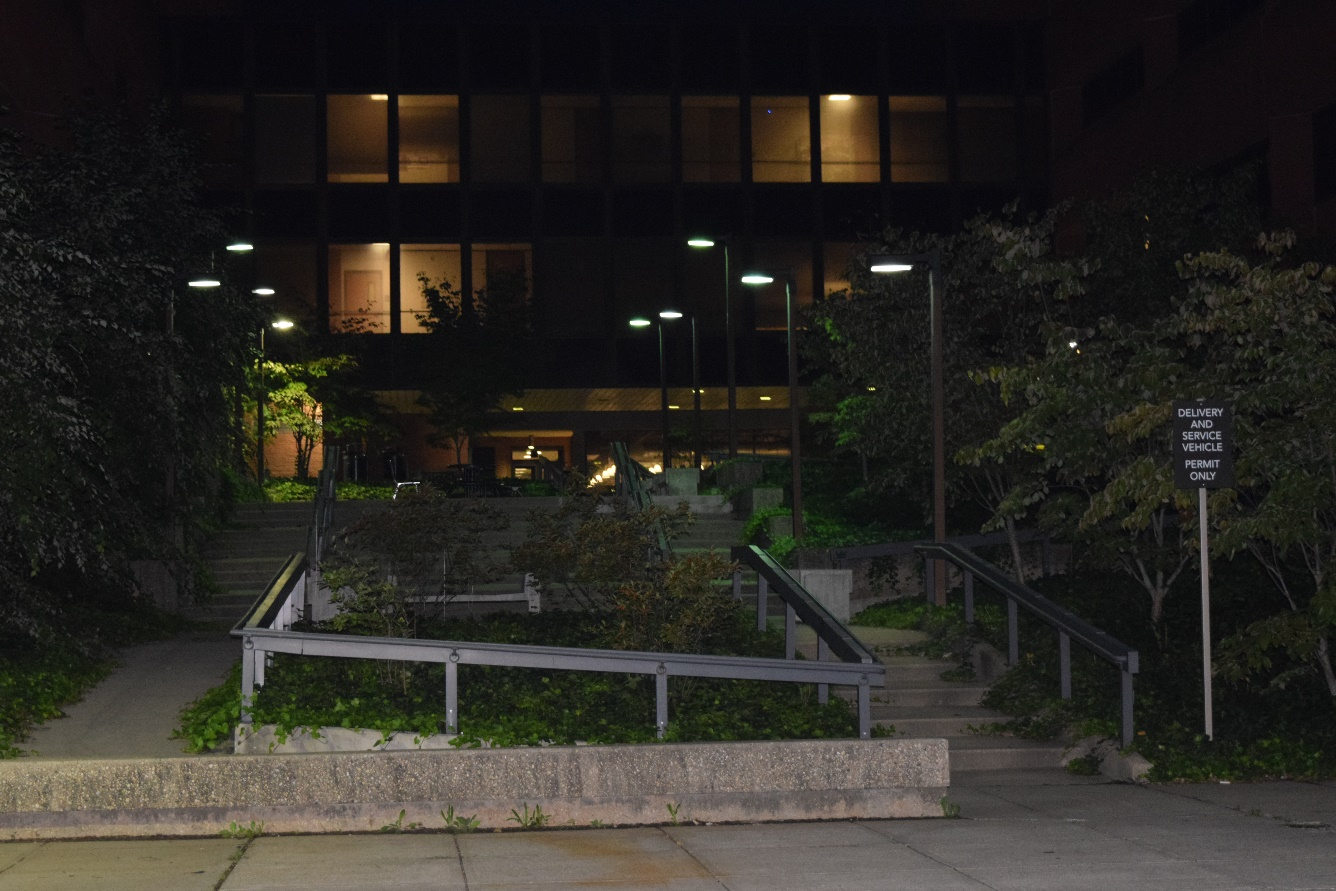 DELIVERY
AND
SERVICE
VEHICLE
PERMIT
ONLY